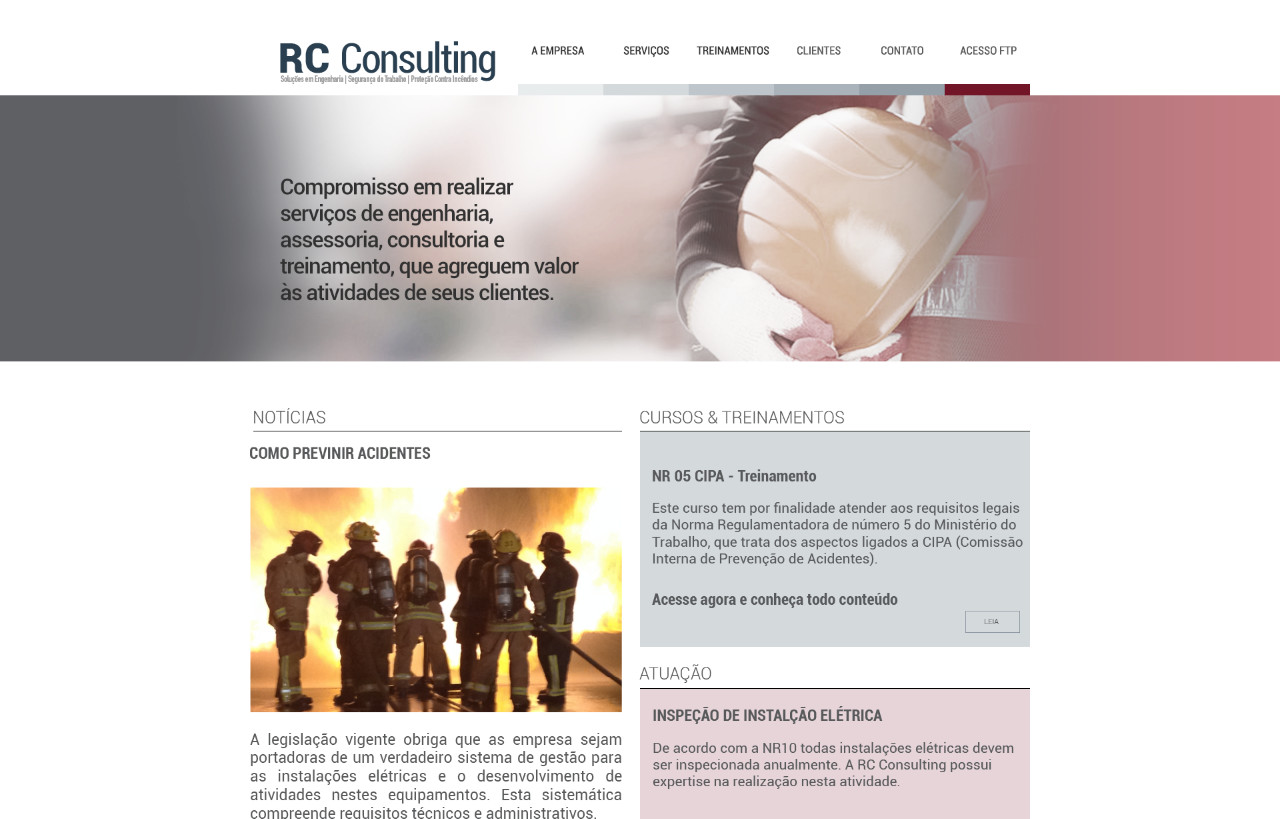 RC Consulting
Soluções em Engenharia | Segurança do Trabalho | Proteção Contra Incêndios
A EMPRESA SERVIÇOS TREINAMENTOS CLIENTES CONTATO ACESSO FTP
Compromisso em realizar
serviços de engenharia,
assessoria, consultoria e
treinamento, que agreguem valor
às atividades de seus clientes.
NOTÍCIAS
COMO PREVINIR ACIDENTES
A legislação vigente obriga que as empresa sejam
portadoras de um verdadeiro sistema de gestão para
as instalações elétricas e o desenvolvimento de
atividades nestes equipamentos. Esta sistemática
compreende requisitos técnicos e administrativos.
CURSOS & TREINAMENTOS
NR 05 CIPA - Treinamento
Este curso tem por finalidade atender aos requisitos legais
da Norma Regulamentadora de número 5 do Ministério do
Trabalho, que trata dos aspectos ligados a CIPA (Comissão
Interna de Prevenção de Acidentes).
Acesse agora e conheça todo conteúdo
LEIA
ATUAÇÃO
INSPEÇÃO DE INSTALÇÃO ELÉTRICA
De acordo com a NR10 todas instalações elétricas devem
ser inspecionada anualmente. A RC Consulting possui
expertise na realização nesta atividade.